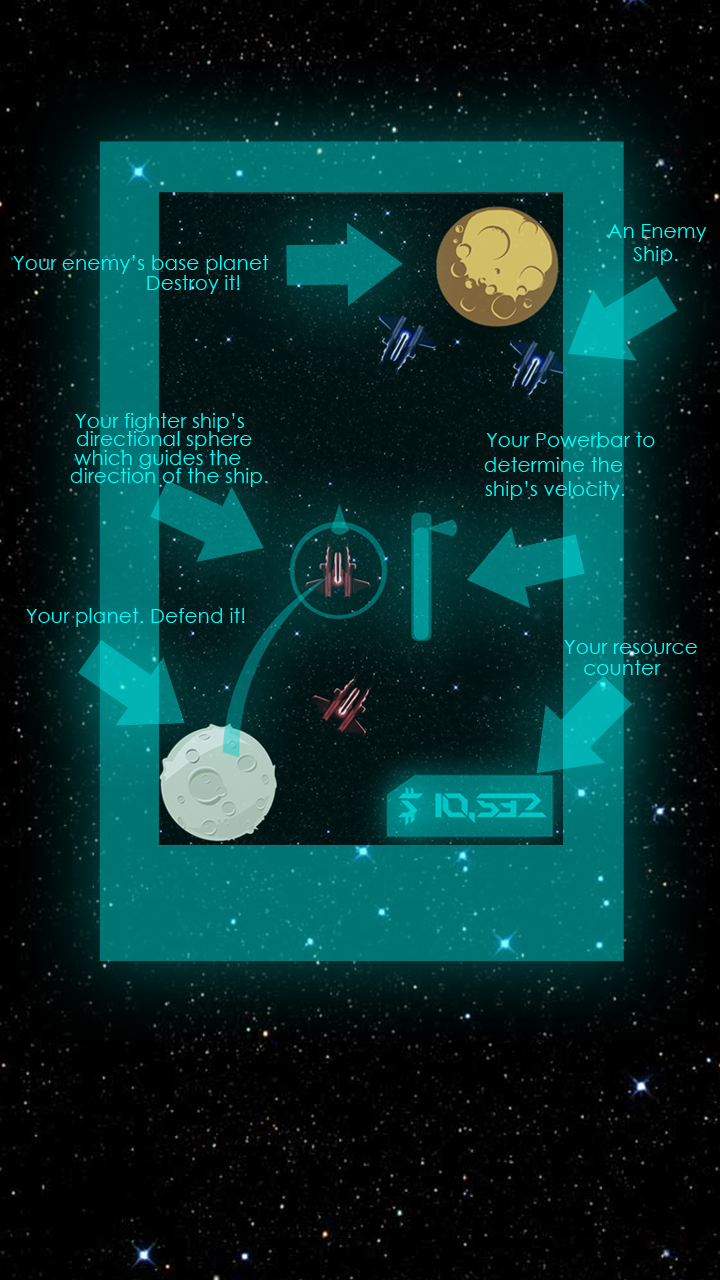 An Enemy
Ship.
Your enemy's base planet
Destroy it!
Your fighter ship's
directional sphere
which guides the
direction of the ship.
Your Powerbar to
determine the
ship's velocity.
Your planet. Defend it!
Your resource
counter
$ 10,532